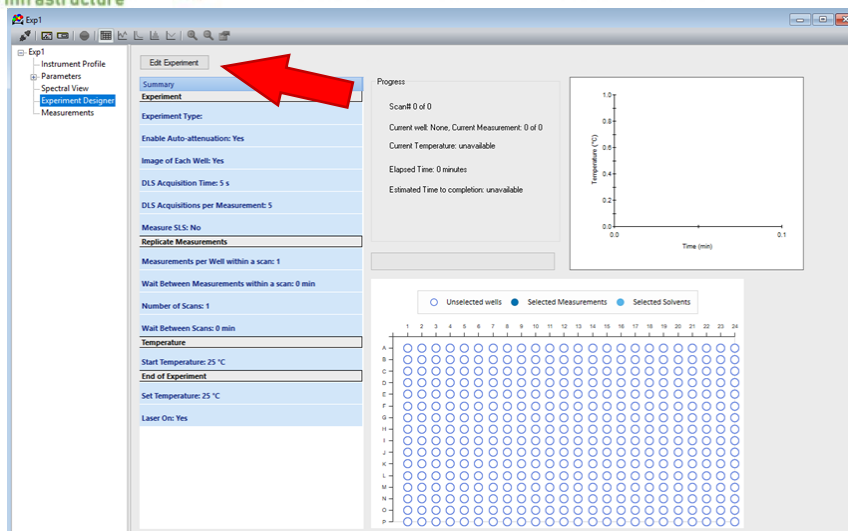 Infrastructure
Exp1
Exp1
Instrument Profile
Parameters
Spectral View
Experiment Designer
Measurements
Edit Experiment
Summary
Experiment
Experiment Type:
Enable Auto-attenuation: Yes
Image of Each Well: Yes
DLS Acquisition Time: 5 s
DLS Acquisitions per Measurement: 5
Measure SLS: No
Replicate Measurements
Measurements per Well within a scan: 1
Wait Between Measurements within a scan: 0 min
Number of Scans: 1
Wait Between Scans: 0 min
Temperature
Start Temperature: 25 °C
End of Experiment
Set Temperature: 25 °C
Laser On: Yes
Progress
Scan# 0 of 0
Current well: None, Current Measurement: 0 of 0
Current Temperature: unavailable
Elapsed Time: 0 minutes
Estimated Time to completion: unavailable
Temperature (°C)
1.0
0.8
0.6
0.4
0.2
0.0
0.0 0.1
Time (min)
Unselected wells Selected Measurements Selected Solvents
1 2 3 4 5 6 7 8 9 10 11 12 13 14 15 16 17 18 19 20 21 22 23 24
A
B
C
D
E
F
G
H
I
J
K
L
M
N
O
P